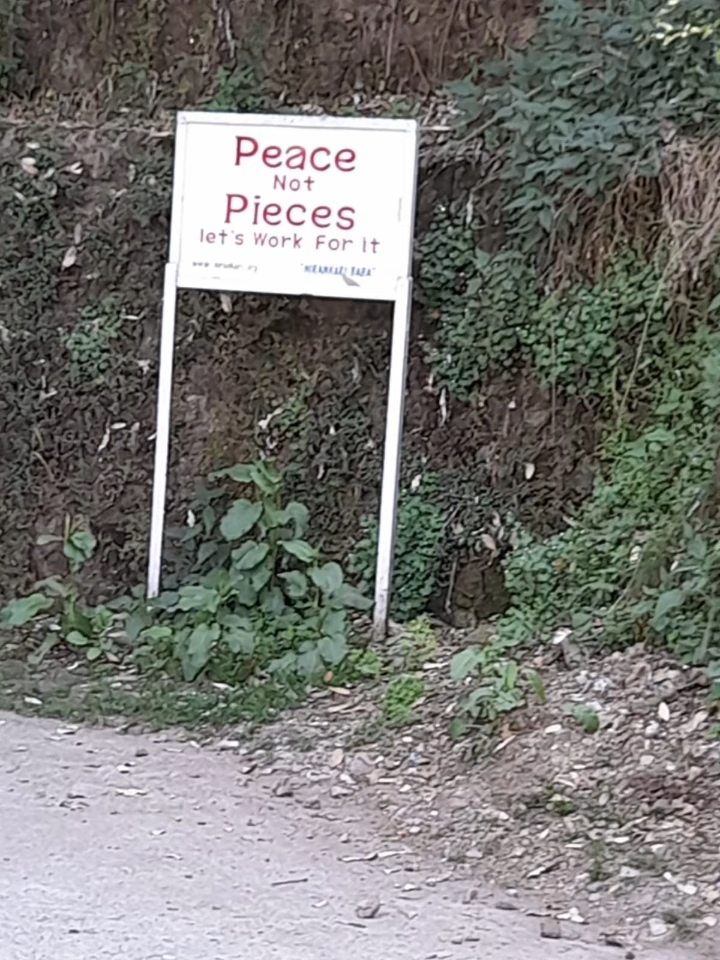 Peace
Not
Pieces
let's Work For It
"NIRANKARI BABA"